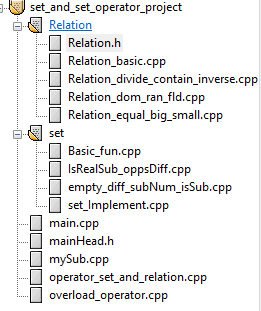 set_and_set_operator_project
Relation
Relation.h
Relation_basic.cpp
Relation_divide_contain_inverse.cpp
Relation_dom_ran_fld.cpp
Relation_equal_big_small.cpp
set
Basic_fun.cpp
IsRealSub_oppsDiff.cpp
empty_diff_subNum_isSub.cpp
set_Implement.cpp
main.cpp
mainHead.h
mySub.cpp
operator_set_and_relation.cpp
overload_operator.cpp